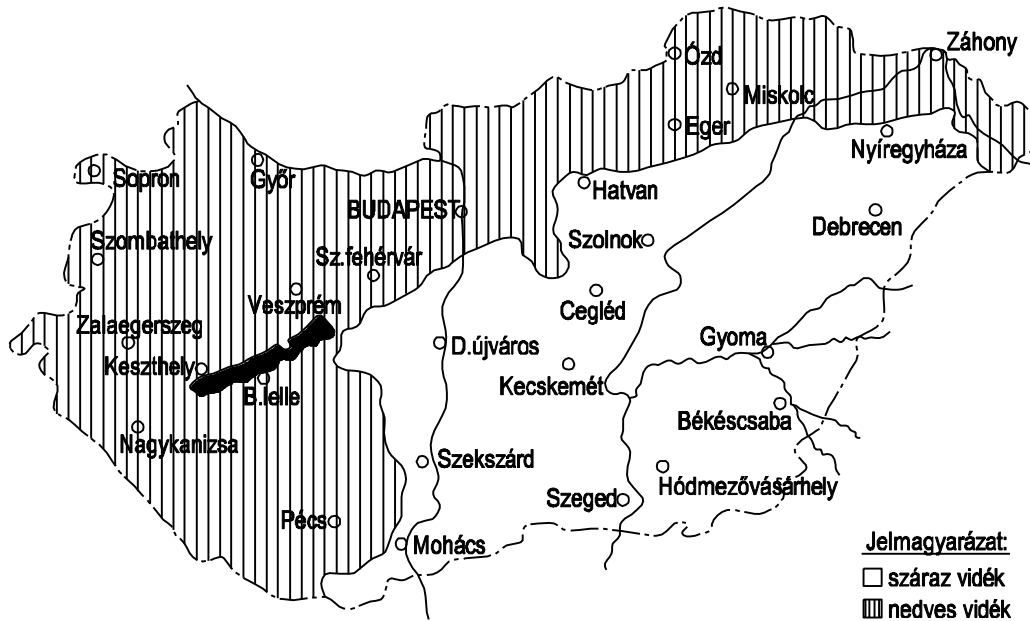 Záhony
Ózd
Miskolc
Eger
Nyíregyháza
Sopron
Győr
Hatvan
BUDAPEST
Debrecen
Szolnok
Szombathely
Sz.fehérvár
Veszprém
Cegléd
Zalaegerszeg
Gyoma
D.újváros
Keszthely
Kecskemét
B.lelle
Békéscsaba
Nagykanizsa
Szekszárd
Hódmezővásárhely
Szeged
Pécs
Mohács
Jelmagyarázat:
száraz vidék
nedves vidék